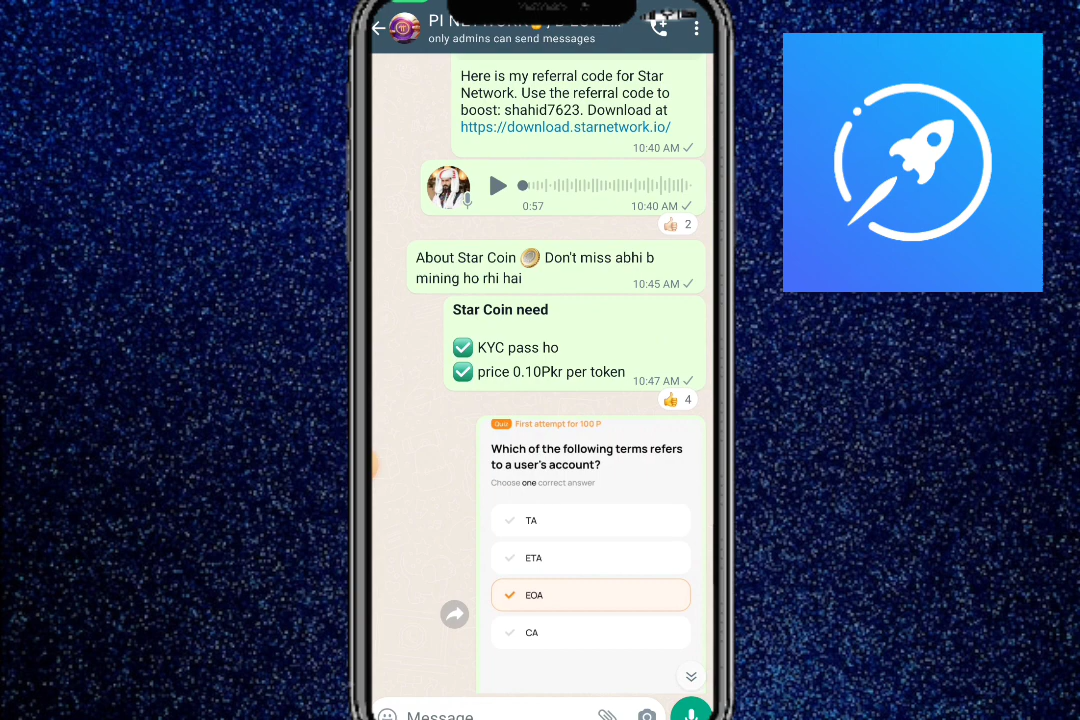 PI NETWORK
only admins can send messages
Here is my referral code for Star
Network. Use the referral code to
boost: shahid7623. Download at
https://download.starnetwork.io/
10:40 AM
0:57
10:40 AM
2
About Star Coin Don't miss abhi b
mining ho rhi hai
10:45 AM
Star Coin need
KYC pass ho
price 0.10Pkr per token
10:47 AM
4
Quiz First attempt for 100 P
Which of the following terms refers
to a user's account?
Choose one correct answer
TA
ETA
EOA
CA
Message